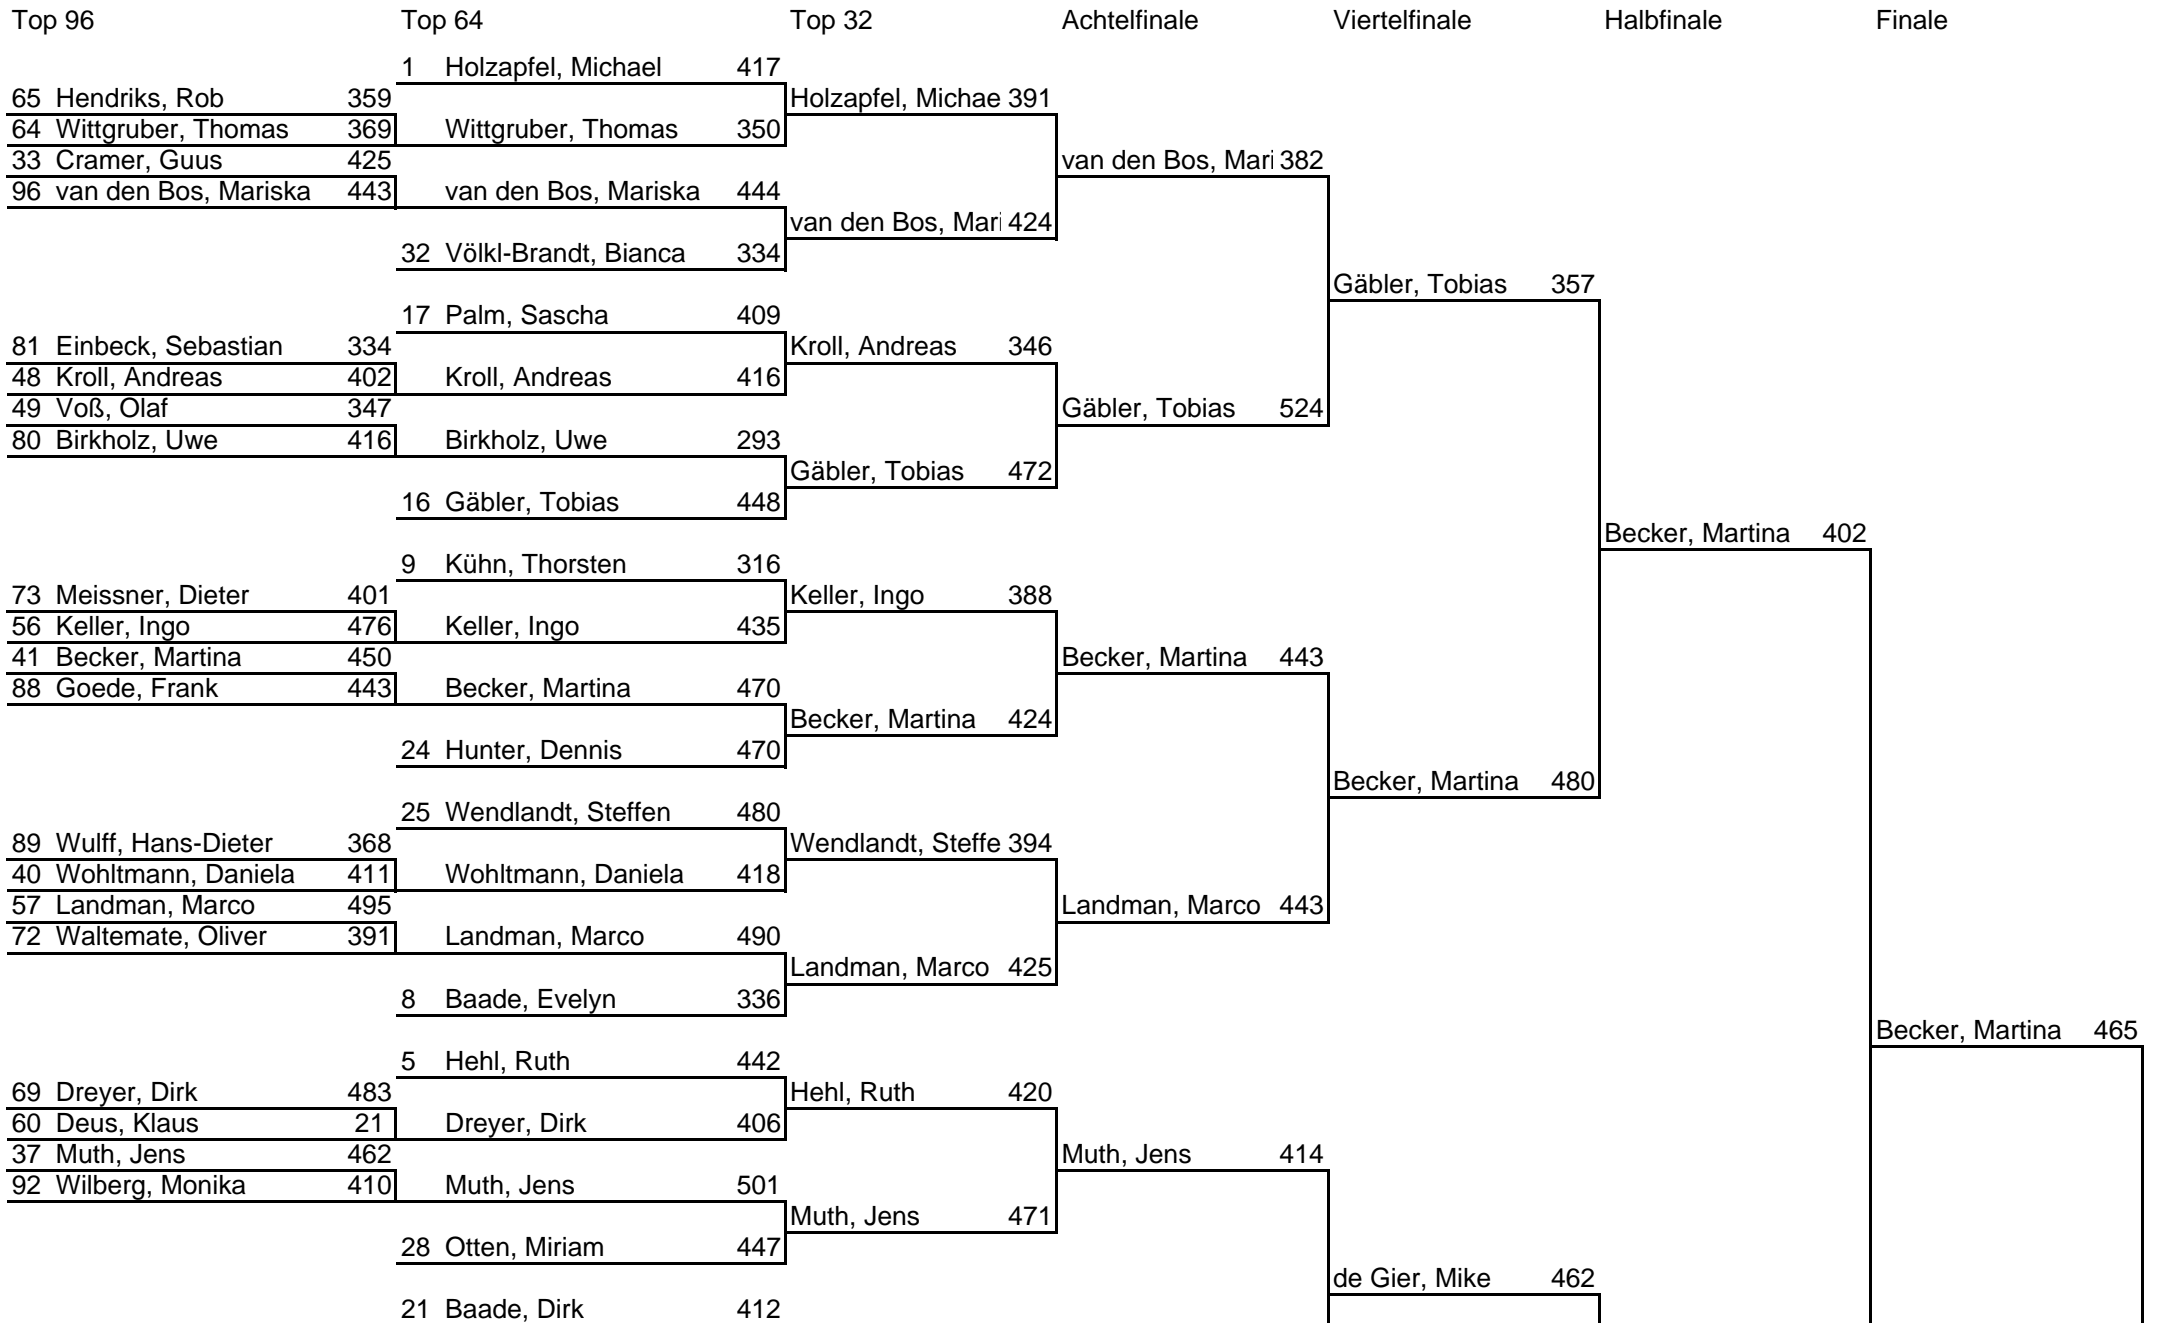 Top 96 Top 64 Top 32 Achtelfinale Viertelfinale Halbfinale Finale
1 Holzapfel, Michael 417
65 Hendriks, Rob 359 Holzapfel, Michae 391
64 Wittgruber, Thomas 369 Wittgruber, Thomas 350
33 Cramer, Guus 425 van den Bos, Mari 382
96 van den Bos, Mariska 443 van den Bos, Mariska 444
van den Bos, Mari 424
32 Völkl-Brandt, Bianca 334
Gäbler, Tobias 357
17 Palm, Sascha 409
81 Einbeck, Sebastian 334 Kroll, Andreas 346
48 Kroll, Andreas 402 Kroll, Andreas 416
49 Voß, Olaf 347 Gäbler, Tobias 524
80 Birkholz, Uwe 416 Birkholz, Uwe 293
Gäbler, Tobias 472
16 Gäbler, Tobias 448
Becker, Martina 402
9 Kühn, Thorsten 316
73 Meissner, Dieter 401 Keller, Ingo 388
56 Keller, Ingo 476 Keller, Ingo 435
41 Becker, Martina 450 Becker, Martina 443
88 Goede, Frank 443 Becker, Martina 470
Becker, Martina 424
24 Hunter, Dennis 470
Becker, Martina 480
25 Wendlandt, Steffen 480
89 Wulff, Hans-Dieter 368 Wendlandt, Steffe 394
40 Wohltmann, Daniela 411 Wohltmann, Daniela 418
57 Landman, Marco 495 Landman, Marco 443
72 Waltemate, Oliver 391 Landman, Marco 490
Landman, Marco 425
8 Baade, Evelyn 336
Becker, Martina 465
5 Hehl, Ruth 442
69 Dreyer, Dirk 483 Hehl, Ruth 420
60 Deus, Klaus 21 Dreyer, Dirk 406
37 Muth, Jens 462 Muth, Jens 414
92 Wilberg, Monika 410 Muth, Jens 501
Muth, Jens 471
28 Otten, Miriam 447
de Gier, Mike 462
21 Baade, Dirk 412